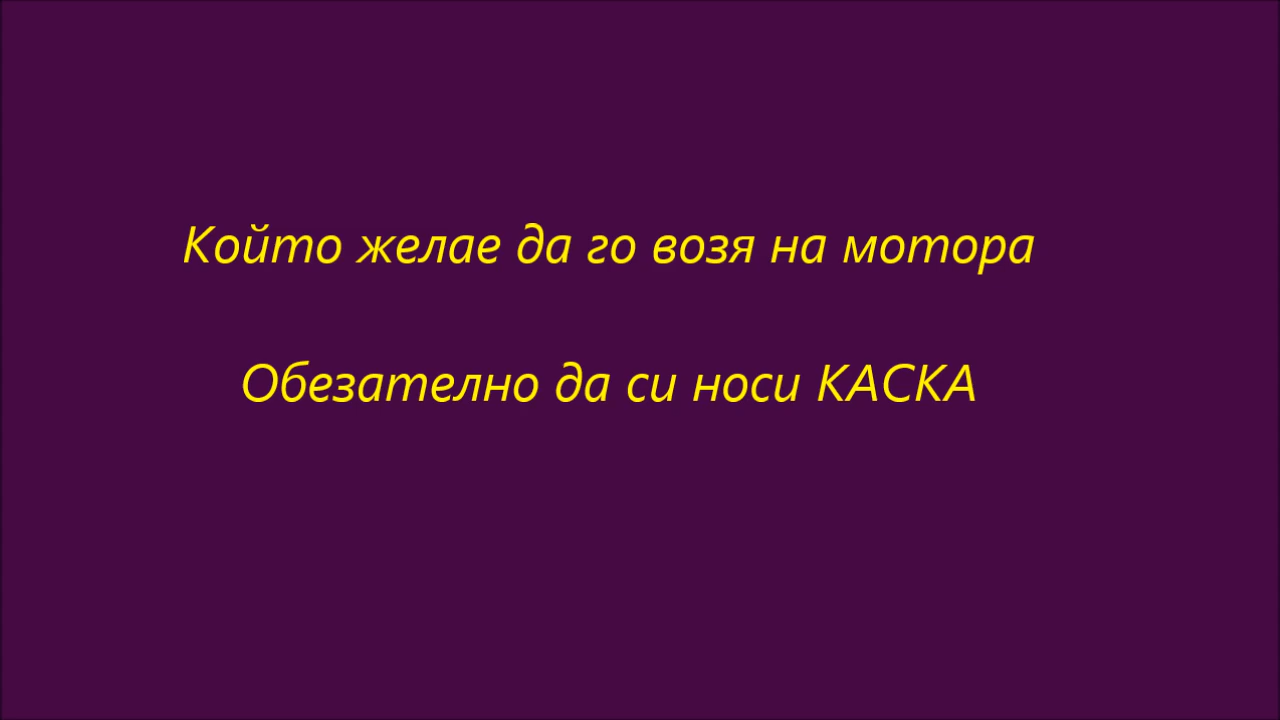 Който желае да го возя на мотора
Обезателно да си носи КАСКА